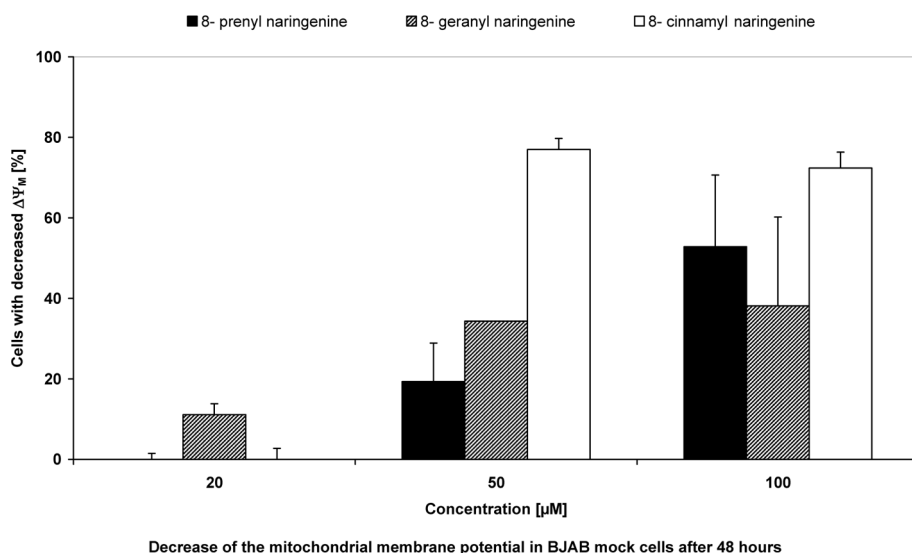 8- prenyl naringenine 8- geranyl naringenine 8- cinnamyl naringenine
100
80
60
40
20
0
Cells with decreased ΔΨM [%]
20 50 100
Concentration [µM]
Decrease of the mitochondrial membrane potential in BJAB mock cells after 48 hours